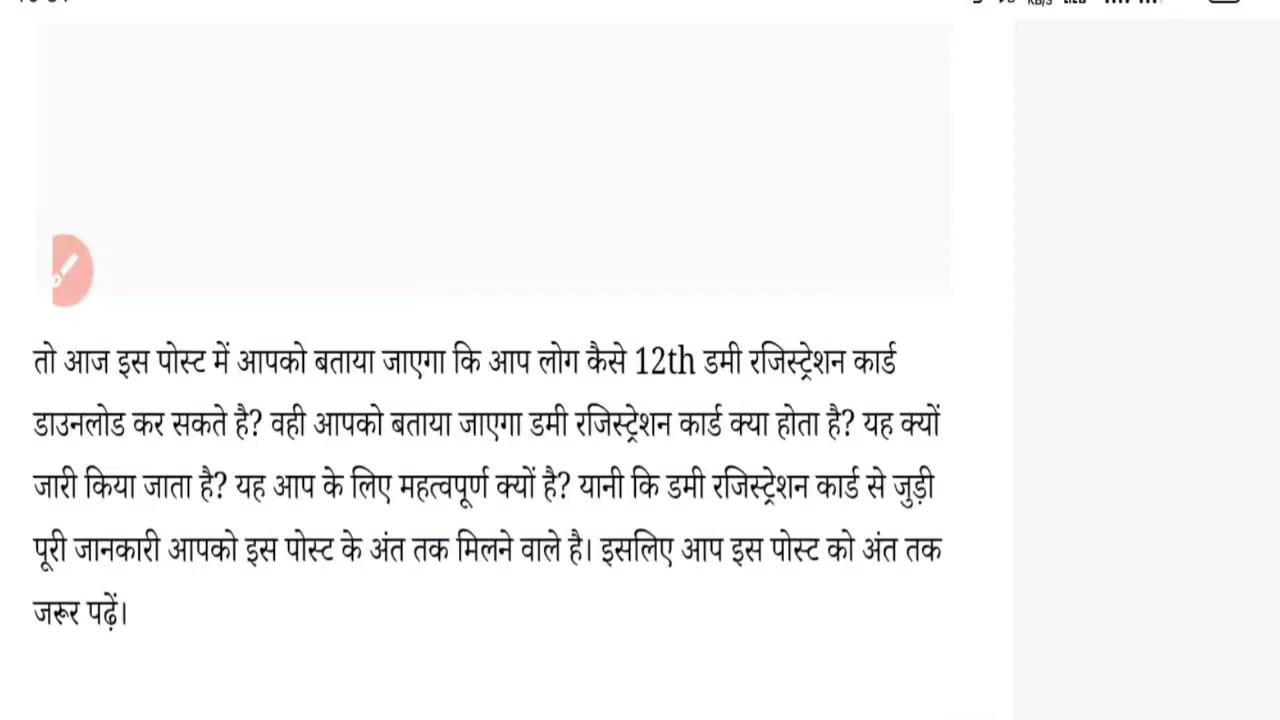 KB/S
तो आज इस पोस्ट में आपको बताया जाएगा कि आप लोग कैसे 12th डमी रजिस्ट्रेशन कार्ड
डाउनलोड कर सकते है? वही आपको बताया जाएगा डमी रजिस्ट्रेशन कार्ड क्या होता है? यह क्यों
जारी किया जाता है? यह आप के लिए महत्वपूर्ण क्यों है? यानी कि डमी रजिस्ट्रेशन कार्ड से जुड़ी
पूरी जानकारी आपको इस पोस्ट के अंत तक मिलने वाले है। इसलिए आप इस पोस्ट को अंत तक
जरूर पढ़ें।